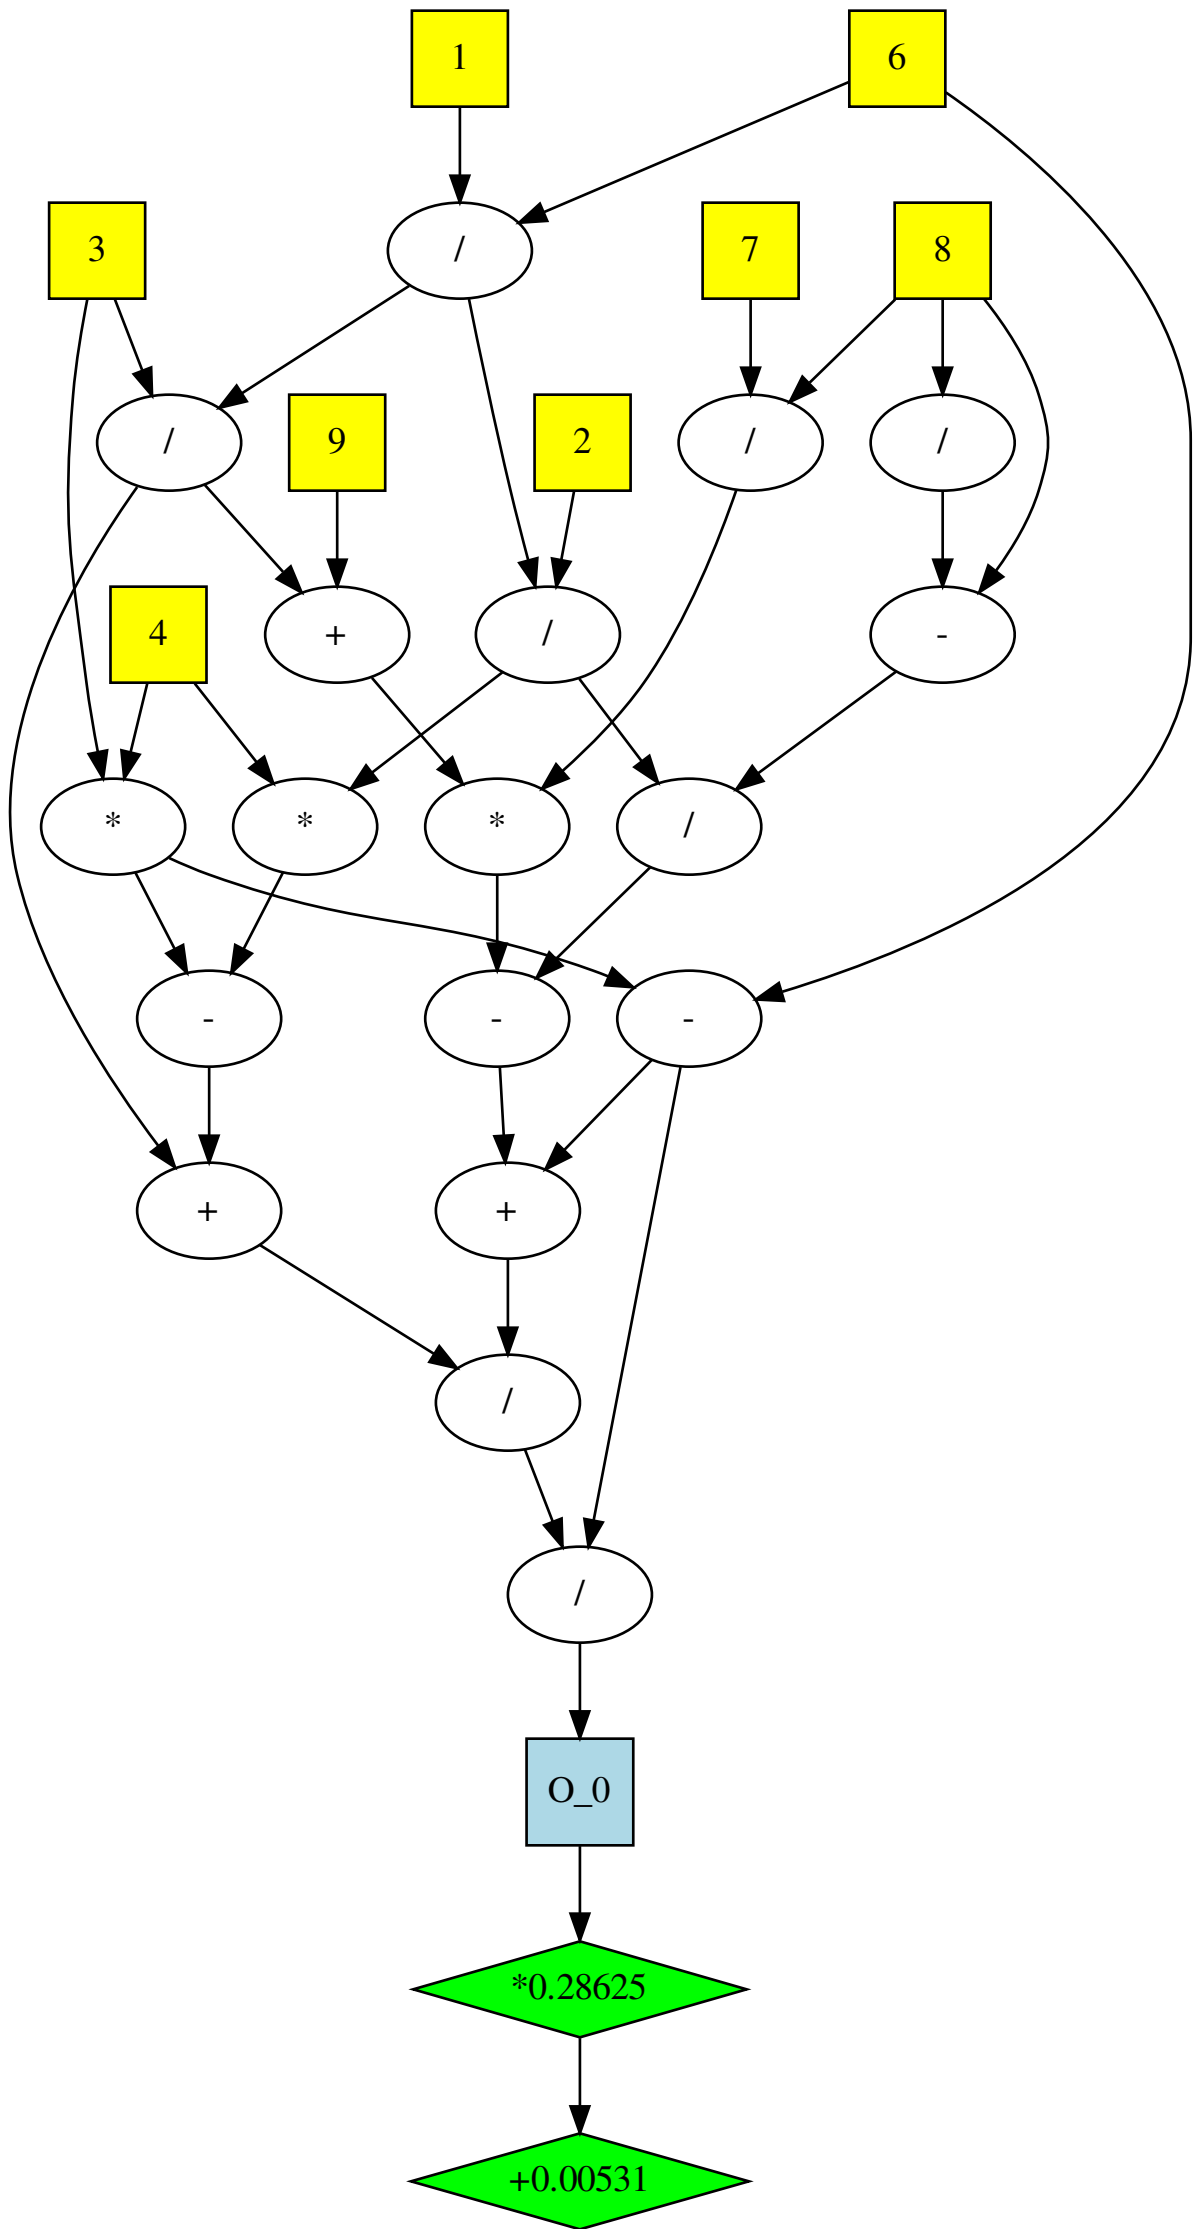 1 6
3 / 7 8
/ 9 2 / /
4 + / -
* * * /
- - -
+ +
/
/
O_0
*0.28625
+0.00531